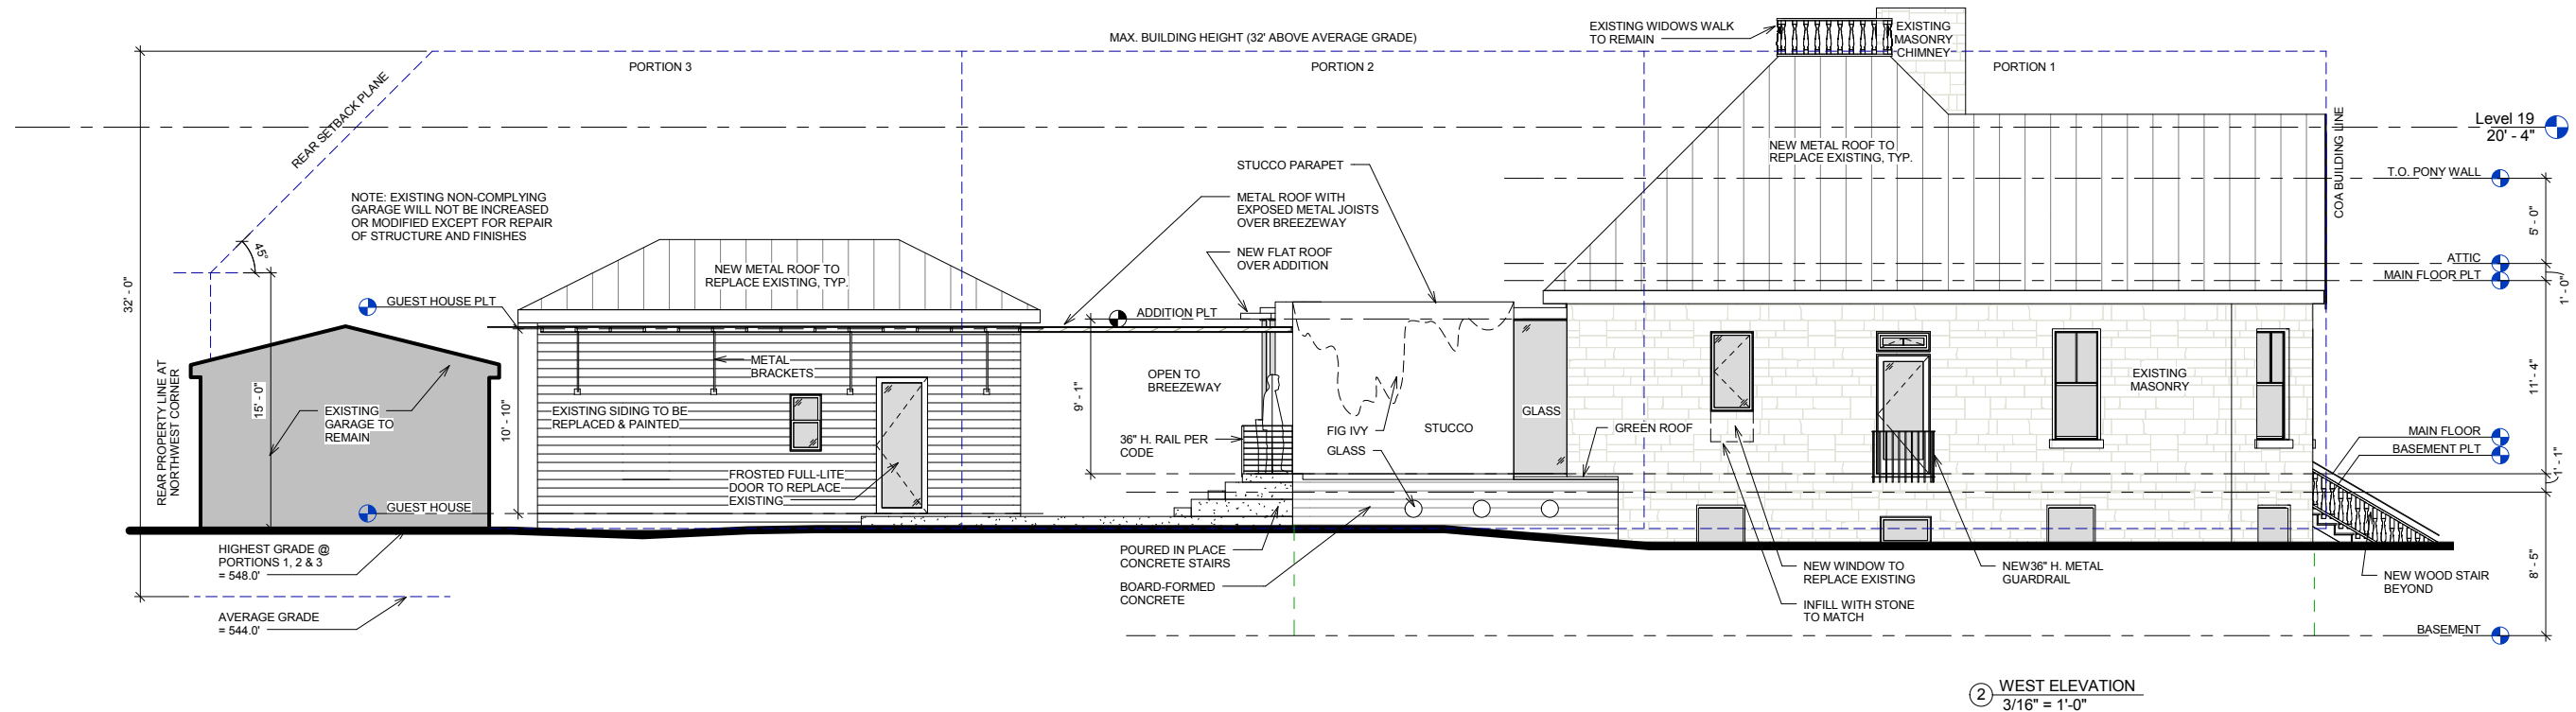 MAX. BUILDING HEIGHT (32' ABOVE AVERAGE GRADE)
EXISTING WIDOWS WALK
TO REMAIN
EXISTING
MASONRY
CHIMNEY
PORTION 3
PORTION 2
PORTION 1
REAR SETBACK PLANE
45°
32' - 0"
NOTE: EXISTING NON-COMPLYING
GARAGE WILL NOT BE INCREASED
OR MODIFIED EXCEPT FOR REPAIR
OF STRUCTURE AND FINISHES
STUCCO PARAPET
METAL ROOF WITH
EXPOSED METAL JOISTS
OVER BREEZEWAY
NEW FLAT ROOF
OVER ADDITION
NEW METAL ROOF TO
REPLACE EXISTING, TYP.
COA BUILDING LINE
Level 19
20' - 4"
T.O. PONY WALL
5' - 0"
ATTIC
MAIN FLOOR PLT
1' - 0"
NEW METAL ROOF TO
REPLACE EXISTING, TYP.
GUEST HOUSE PLT
ADDITION PLT
REAR PROPERTY LINE AT
NORTHWEST CORNER
15' - 0"
EXISTING
GARAGE TO
REMAIN
10' - 10"
METAL
BRACKETS
EXISTING SIDING TO BE
REPLACED & PAINTED
FROSTED FULL-LITE
DOOR TO REPLACE
EXISTING
GUEST HOUSE
9' - 1"
OPEN TO
BREEZEWAY
36" H. RAIL PER
CODE
FIG IVY
GLASS
STUCCO
GLASS
GREEN ROOF
T
EXISTING
MASONRY
11' - 4"
MAIN FLOOR
BASEMENT PLT
1' - 1"
HIGHEST GRADE @
PORTIONS 1, 2 & 3
= 548.0'
AVERAGE GRADE
= 544.0'
POURED IN PLACE
CONCRETE STAIRS
BOARD-FORMED
CONCRETE
NEW WINDOW TO
REPLACE EXISTING
INFILL WITH STONE
TO MATCH
NEW36" H. METAL
GUARDRAIL
NEW WOOD STAIR
BEYOND
8' - 5"
BASEMENT
2
WEST ELEVATION
3/16" = 1'-0"